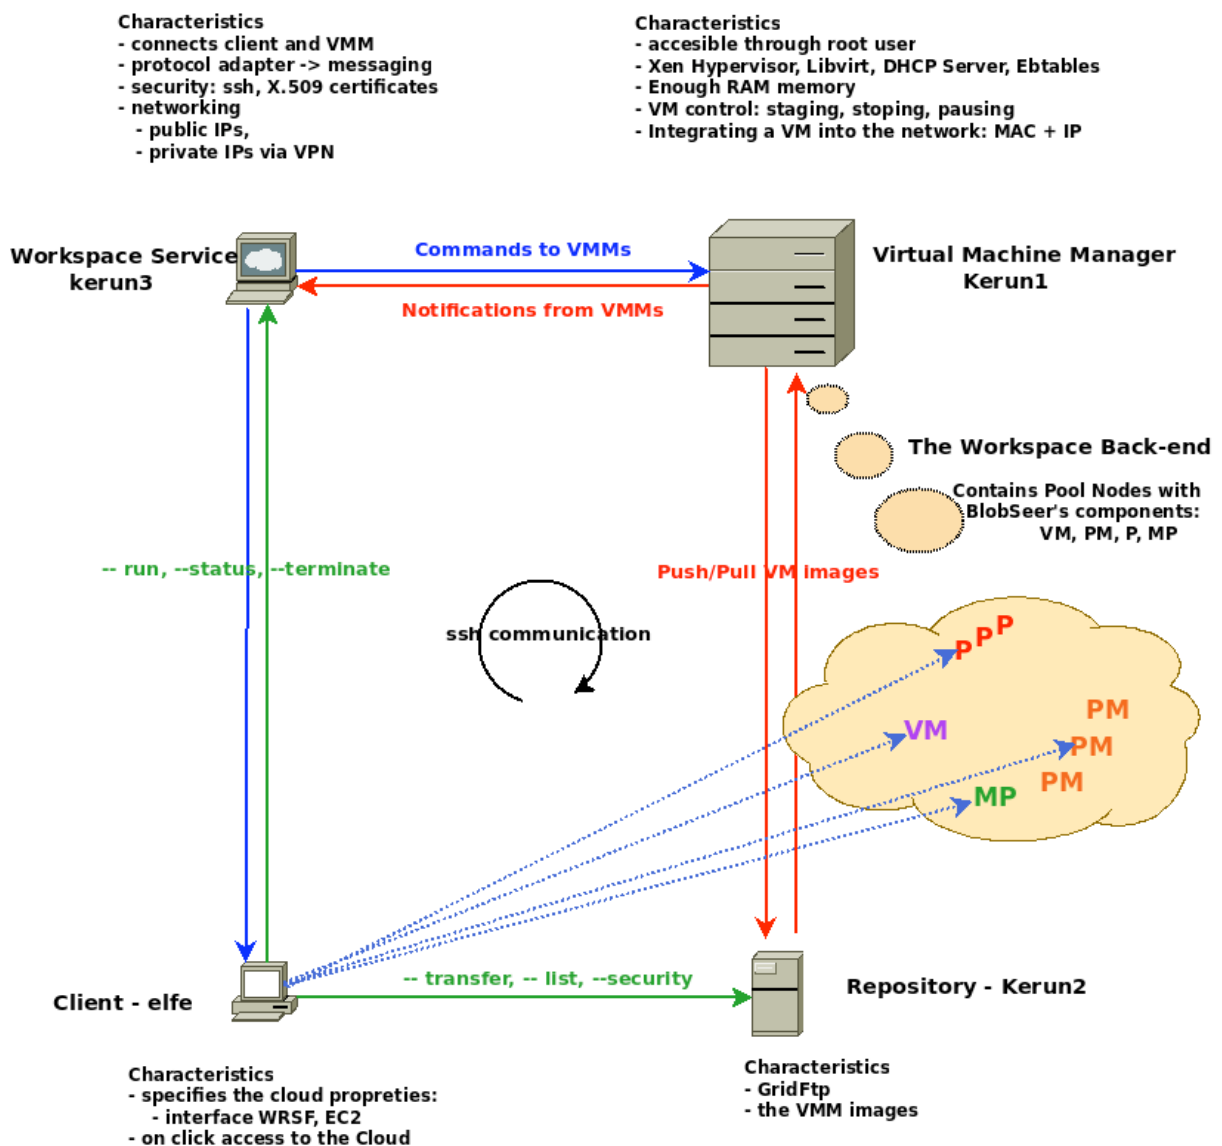 Characteristics
- connects client and VMM
- protocol adapter -> messaging
- security: ssh, X.509 certificates
- networking
- public IPs,
- private IPs via VPN
Characteristics
- accesible through root user
- Xen Hypervisor, Libvirt, DHCP Server, Ebtables
- Enough RAM memory
- VM control: staging, stoping, pausing
- Integrating a VM into the network: MAC + IP
Workspace Service
kerun3
Commands to VMMs
Notifications from VMMs
Virtual Machine Manager
Kerun1
The Workspace Back-end
Contains Pool Nodes with
BlobSeer's components:
VM, PM, P, MP
-- run, --status, --terminate
Push/Pull VM images
ssh communication
P
P
P
VM
PM
PM
PM
MP
Client - elfe
-- transfer, -- list, --security
Repository - Kerun2
Characteristics
- specifies the cloud propreties:
- interface WRSF, EC2
- on click access to the Cloud
Characteristics
- GridFtp
- the VMM images